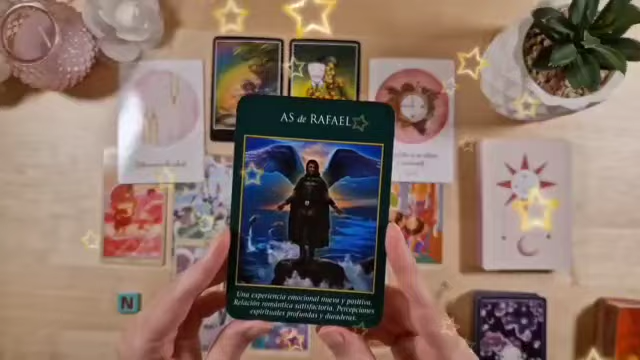 AS de RAFAEL
Una experiencia emocional nueva y positiva.
Relación romántica satisfactoria. Percepciones
espirituales profundas y duraderas.
N